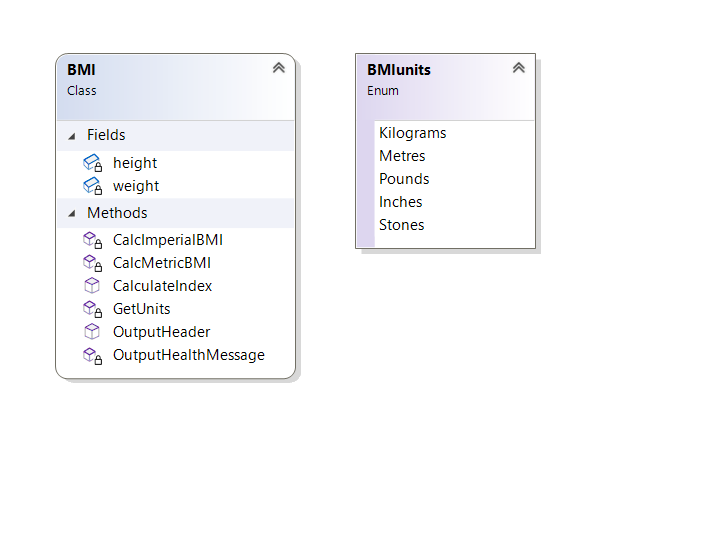 BMI
Class
Fields
height
weight
Methods
CalcImperialBMI
CalcMetricBMI
CalculateIndex
GetUnits
OutputHeader
OutputHealthMessage
BMIunits
Enum
Kilograms
Metres
Pounds
Inches
Stones